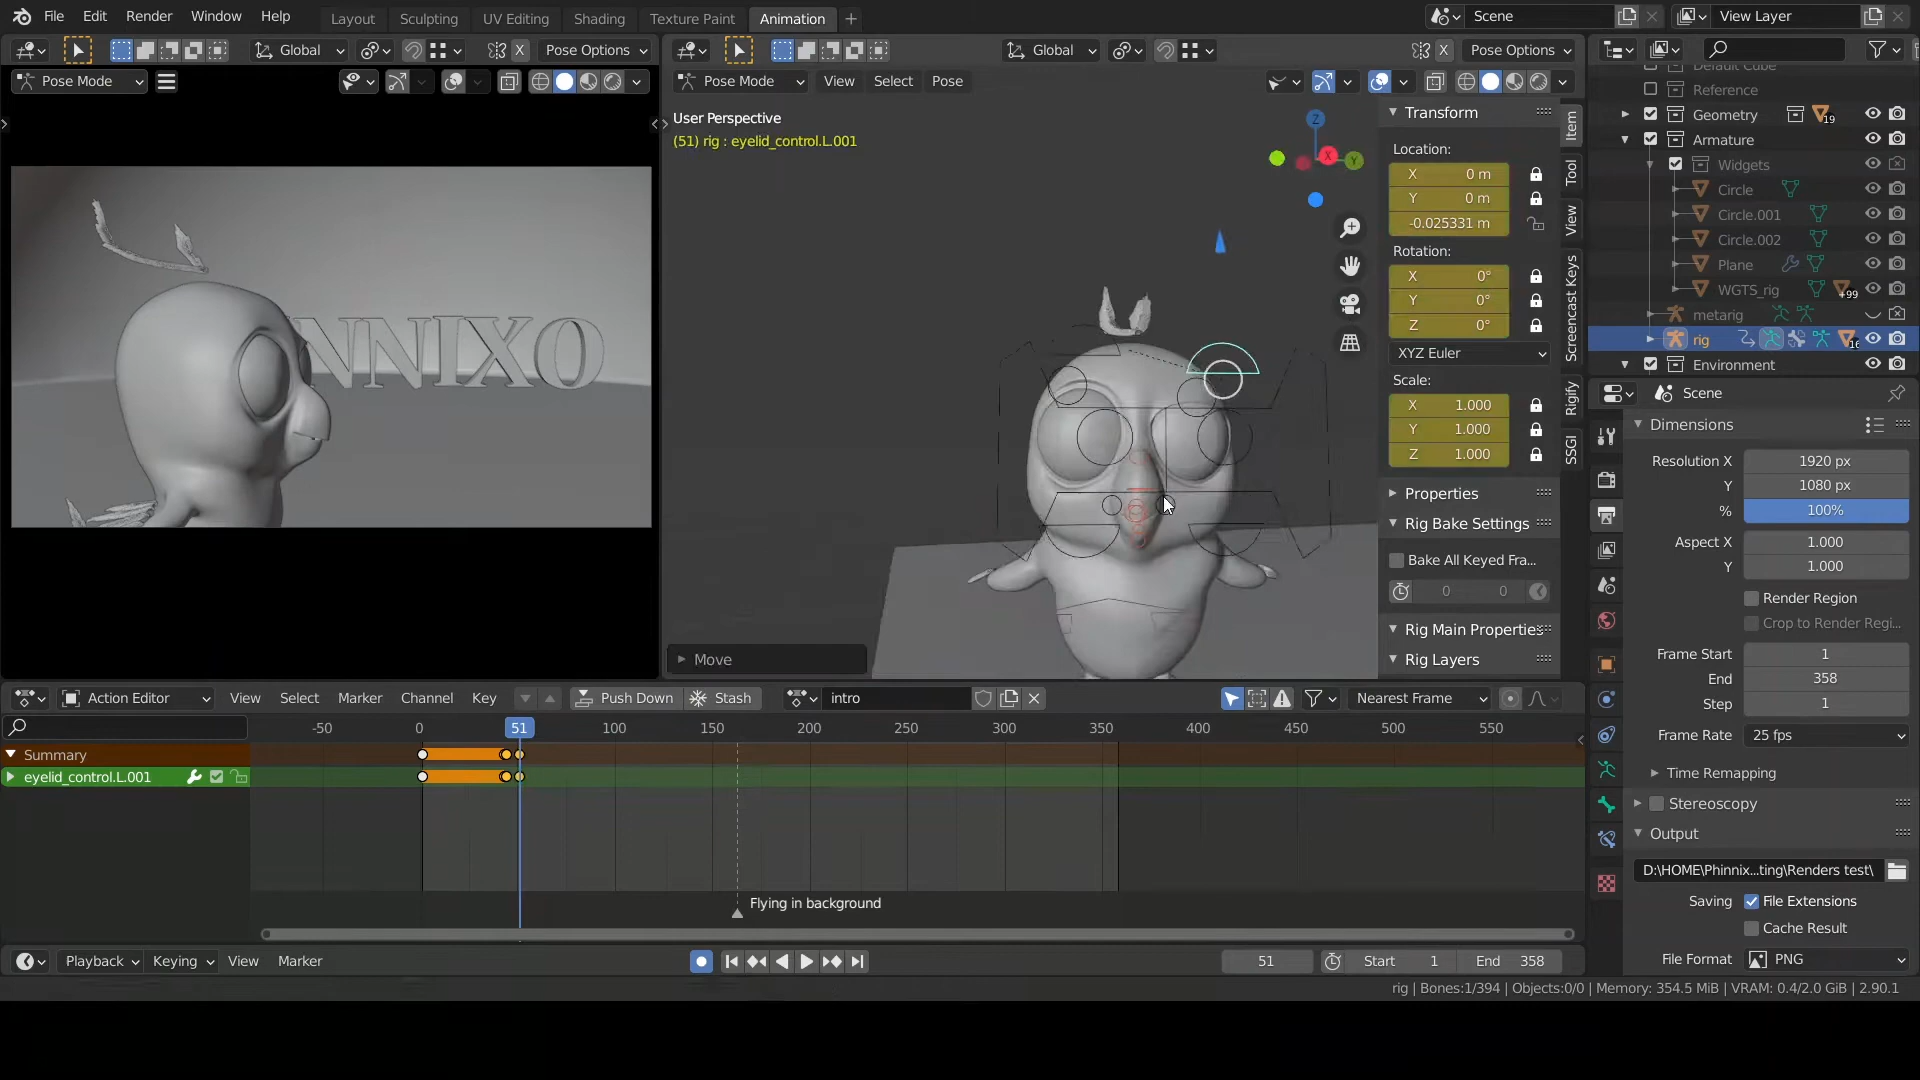 File Edit Render Window Help Layout Sculpting UV Editing Shading Texture Paint Animation + Scene View Layer
Global X Pose Options Global X Pose Options
Pose Mode Pose Mode View Select Pose
Default Cube
Reference
Geometry 19
Armature
Widgets
Circle
Circle.001
Circle.002
Plane
WGTS_rig +99
metarig
rig 16
Environment
User Perspective
(51) rig : eyelid_control.L.001
Z
X
Y
NNIXO
Transform
Location:
X 0 m
Y 0 m
-0.025331 m
Rotation:
X 0°
Y 0°
Z 0°
XYZ Euler
Scale:
X 1.000
Y 1.000
Z 1.000
Properties
Rig Bake Settings
Bake All Keyed Fra...
0 0
Rig Main Properties
Rig Layers
Item
Tool
View
Screencast Keys
Rigify
SSGI
Move
Scene
Dimensions
Resolution X 1920 px
Y 1080 px
% 100%
Aspect X 1.000
Y 1.000
Render Region
Crop to Render Regi...
Frame Start 1
End 358
Step 1
Frame Rate 25 fps
Time Remapping
Stereoscopy
Output
D:\HOME\Phinnix...ting\Renders test\
Saving File Extensions
Cache Result
File Format PNG
Action Editor View Select Marker Channel Key Push Down Stash intro Nearest Frame
-50 0 51 100 150 200 250 300 350 400 450 500 550
Summary
eyelid_control.L.001
Flying in background
Playback Keying View Marker 51 Start 1 End 358
rig | Bones:1/394 | Objects:0/0 | Memory: 354.5 MiB | VRAM: 0.4/2.0 GiB | 2.90.1